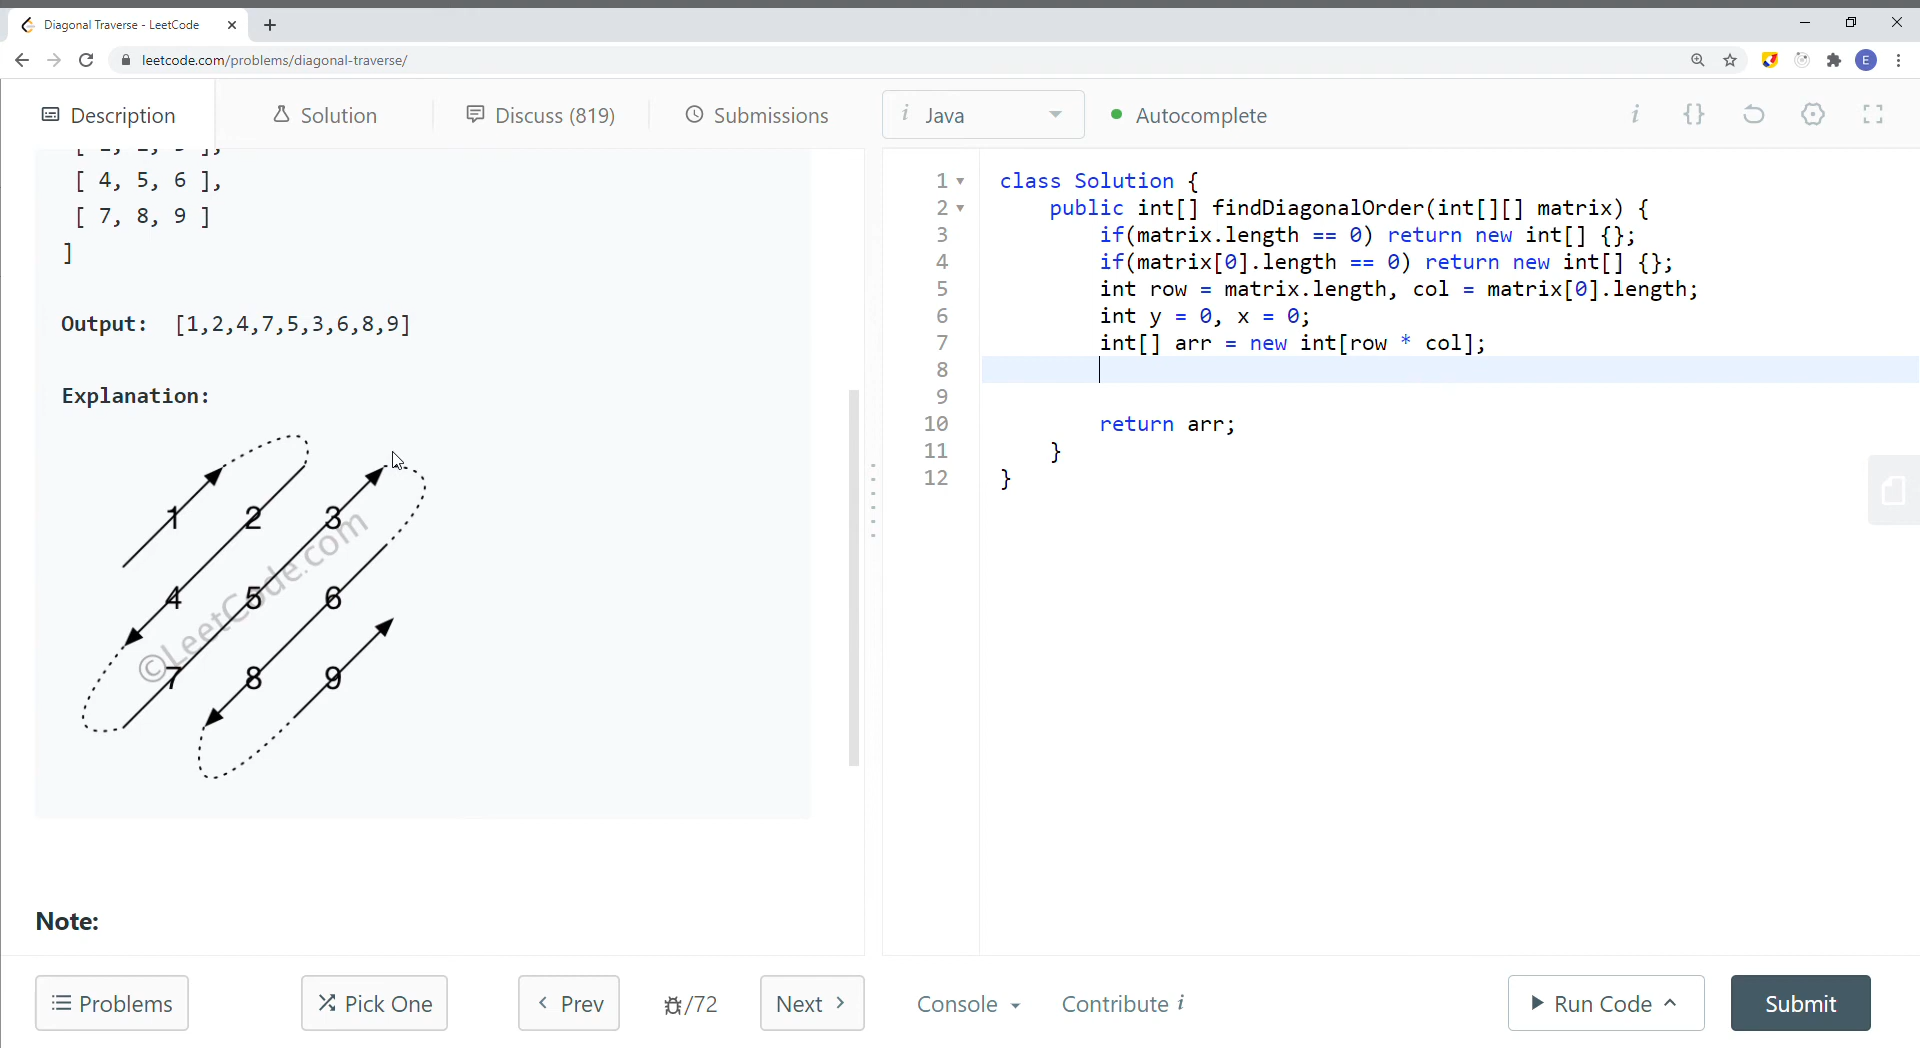 Diagonal Traverse - LeetCode
leetcode.com/problems/diagonal-traverse/
E
Description
Solution
Discuss (819)
Submissions
i Java
Autocomplete
i {}
[ 4, 5, 6 ],
[ 7, 8, 9 ]
]
Output: [1,2,4,7,5,3,6,8,9]
Explanation:
1 2 3
4 5 6
7 8 9
©LeetCode.com
Note:
1 class Solution {
2 public int[] findDiagonalOrder(int[][] matrix) {
3 if(matrix.length == 0) return new int[] {};
4 if(matrix[0].length == 0) return new int[] {};
5 int row = matrix.length, col = matrix[0].length;
6 int y = 0, x = 0;
7 int[] arr = new int[row * col];
8
9
10 return arr;
11 }
12 }
Problems
Pick One
Prev
/72
Next
Console
Contribute i
Run Code
Submit